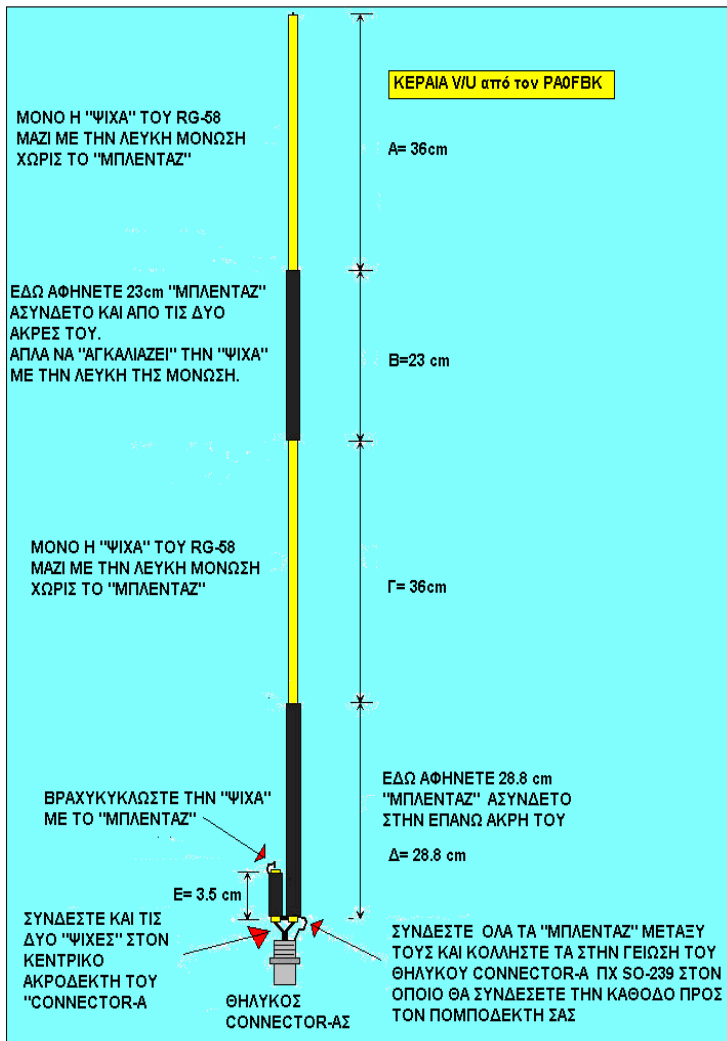 ΚΕΡΑΙΑ V/U από τον PA0FBK
ΜΟΝΟ Η "ΨΙΧΑ" ΤΟΥ RG-58
ΜΑΖΙ ΜΕ ΤΗΝ ΛΕΥΚΗ ΜΟΝΩΣΗ
ΧΩΡΙΣ ΤΟ "ΜΠΛΕΝΤΑΖ"
Α= 36cm
ΕΔΩ ΑΦΗΝΕΤΕ 23cm "ΜΠΛΕΝΤΑΖ"
ΑΣΥΝΔΕΤΟ ΚΑΙ ΑΠΟ ΤΙΣ ΔΥΟ
ΑΚΡΕΣ ΤΟΥ.
ΑΠΛΑ ΝΑ "ΑΓΚΑΛΙΑΖΕΙ" ΤΗΝ "ΨΙΧΑ"
ΜΕ ΤΗΝ ΛΕΥΚΗ ΤΗΣ ΜΟΝΩΣΗ.
Β=23 cm
ΜΟΝΟ Η "ΨΙΧΑ" ΤΟΥ RG-58
ΜΑΖΙ ΜΕ ΤΗΝ ΛΕΥΚΗ ΜΟΝΩΣΗ
ΧΩΡΙΣ ΤΟ "ΜΠΛΕΝΤΑΖ"
Γ= 36cm
ΕΔΩ ΑΦΗΝΕΤΕ 28.8 cm
"ΜΠΛΕΝΤΑΖ" ΑΣΥΝΔΕΤΟ
ΣΤΗΝ ΕΠΑΝΩ ΑΚΡΗ ΤΟΥ
Δ= 28.8 cm
ΒΡΑΧΥΚΥΚΛΩΣΤΕ ΤΗΝ "ΨΙΧΑ"
ΜΕ ΤΟ "ΜΠΛΕΝΤΑΖ"
Ε= 3.5 cm
ΣΥΝΔΕΣΤΕ ΚΑΙ ΤΙΣ
ΔΥΟ "ΨΙΧΕΣ" ΣΤΟΝ
ΚΕΝΤΡΙΚΟ
ΑΚΡΟΔΕΚΤΗ ΤΟΥ
"CONNECTOR-Α
ΘΗΛΥΚΟΣ
CONNECTOR-ΑΣ
ΣΥΝΔΕΣΤΕ ΟΛΑ ΤΑ "ΜΠΛΕΝΤΑΖ" ΜΕΤΑΞΥ
ΤΟΥΣ ΚΑΙ ΚΟΛΛΗΣΤΕ ΤΑ ΣΤΗΝ ΓΕΙΩΣΗ ΤΟΥ
ΘΗΛΥΚΟΥ CONNECTOR-Α ΠΧ SO-239 ΣΤΟΝ
ΟΠΟΙΟ ΘΑ ΣΥΝΔΕΣΕΤΕ ΤΗΝ ΚΑΘΟΔΟ ΠΡΟΣ
ΤΟΝ ΠΟΜΠΟΔΕΚΤΗ ΣΑΣ